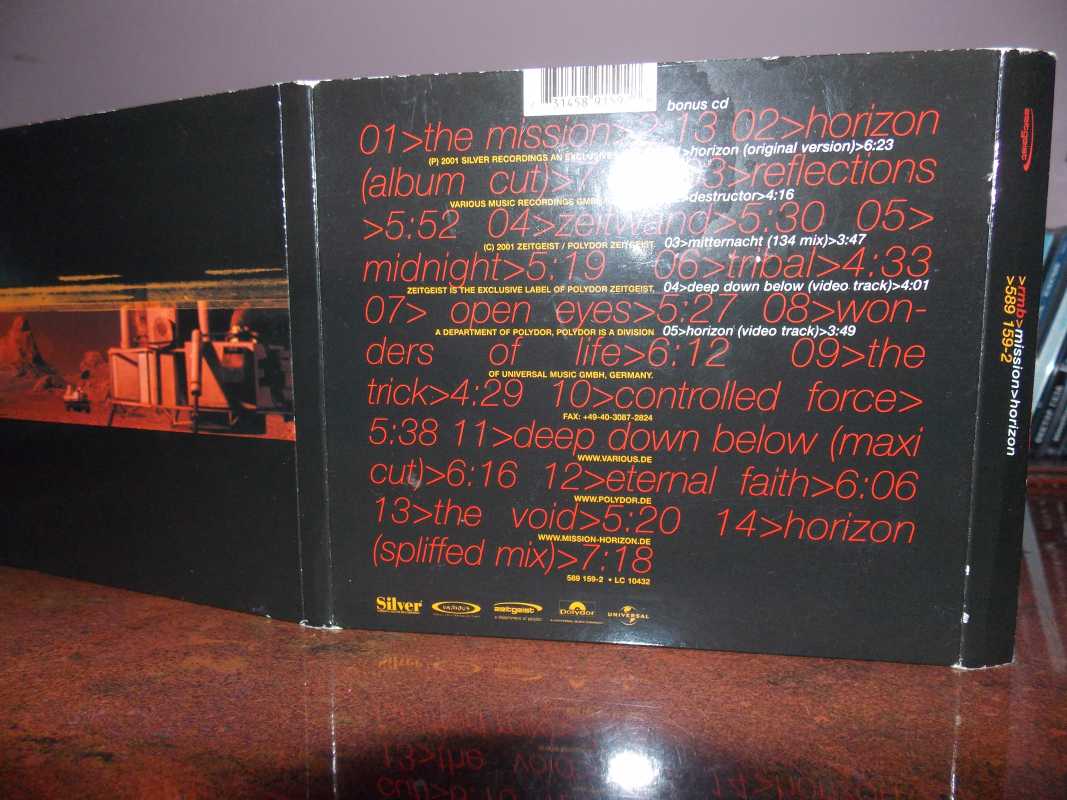 bonus cd
01>the mission>2:13 02>horizon
>horizon (original version)>6:23
(P) 2001 SILVER RECORDINGS AN EXCLUSIVE
(album cut)>7 3>reflections
>destructor>4:16
VARIOUS MUSIC RECORDINGS GMBH
>5:52 04>zeitwand>5:30 05>
03>mitternacht (134 mix)>3:47
(C) 2001 ZEITGEIST / POLYDOR ZEITGEIST.
midnight>5:19 06>tribal>4:33
04>deep down below (video track)>4:01
ZEITGEIST IS THE EXCLUSIVE LABEL OF POLYDOR ZEITGEIST,
07> open eyes>5:27 08>won-
A DEPARTMENT OF POLYDOR, POLYDOR IS A DIVISION
05>horizon (video track)>3:49
ders of life>6:12 09>the
OF UNIVERSAL MUSIC GMBH, GERMANY.
trick>4:29 10>controlled force>
FAX: +49-40-3087-2824
5:38 11>deep down below (maxi
WWW.VARIOUS.DE
cut)>6:16 12>eternal faith>6:06
WWW.POLYDOR.DE
13>the void>5:20 14>horizon
WWW.MISSION-HORIZON.DE
(spliffed mix)>7:18
589 159-2 • LC 10432
Silver
various
zeitgeist
Polydor
UNIVERSAL
zeitgeist
>rmb>mission>horizon
>589 159-2